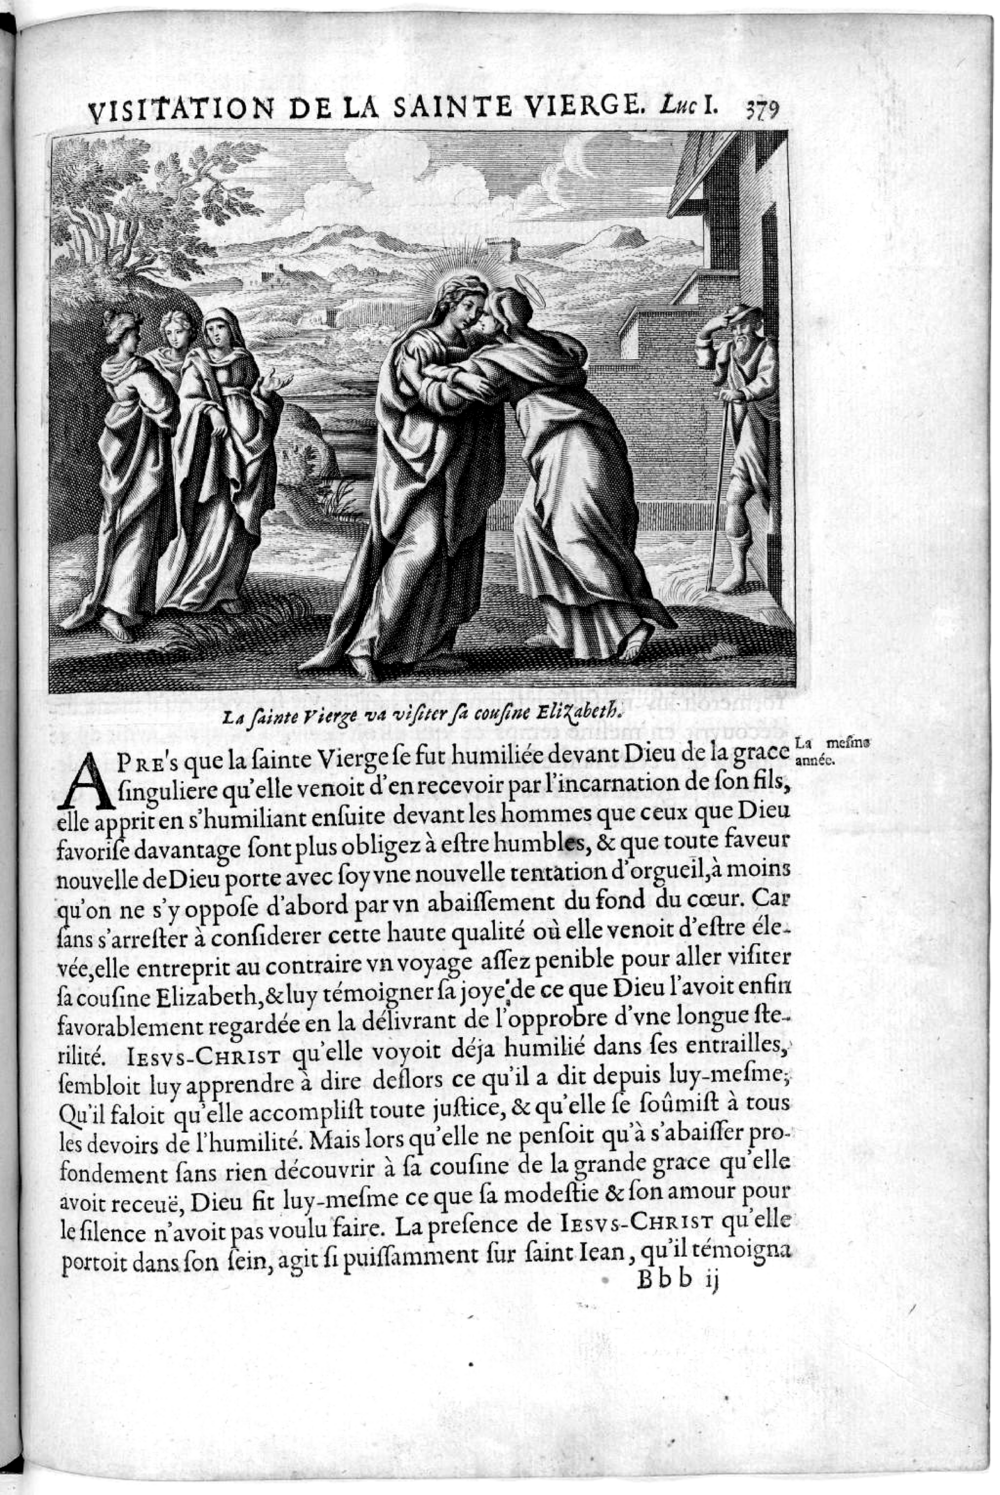 VISITATION DE LA SAINTE VIERGE. Luc I. 379
La ſainte Vierge va viſiter ſa couſine Elizabeth.
APRE'S que la ſainte Vierge ſe fut humiliée devant Dieu de la grace
La meſme
année.
ſinguliere qu'elle venoit d'en recevoir par l'incarnation de ſon fils,
elle apprit en s'humiliant enſuite devant les hommes que ceux que Dieu
favoriſe davantage ſont plus obligez à eſtre humbles, & que toute faveur
nouvelle de Dieu porte avec ſoy vne nouvelle tentation d'orgueil, à moins
qu'on ne s'y oppoſe d'abord par vn abaiſſement du fond du cœur. Car
ſans s'arreſter à conſiderer cette haute qualité où elle venoit d'eſtre éle-
vée, elle entreprit au contraire vn voyage aſſez penible pour aller viſiter
ſa couſine Elizabeth, & luy témoigner ſa joye de ce que Dieu l'avoit enfin
favorablement regardée en la délivrant de l'opprobre d'vne longue ſte-
rilité. IESVS-CHRIST qu'elle voyoit déja humilié dans ſes entrailles,
ſembloit luy apprendre à dire deſlors ce qu'il a dit depuis luy-meſme;
Qu'il faloit qu'elle accompliſt toute juſtice, & qu'elle ſe ſoûmiſt à tous
les devoirs de l'humilité. Mais lors qu'elle ne penſoit qu'à s'abaiſſer pro-
fondement ſans rien découvrir à ſa couſine de la grande grace qu'elle
avoit receuë, Dieu fit luy-meſme ce que ſa modeſtie & ſon amour pour
le ſilence n'avoit pas voulu faire. La preſence de IESVS-CHRIST qu'elle
portoit dans ſon ſein, agit ſi puiſſamment ſur ſaint Iean, qu'il témoigna
Bbb ij